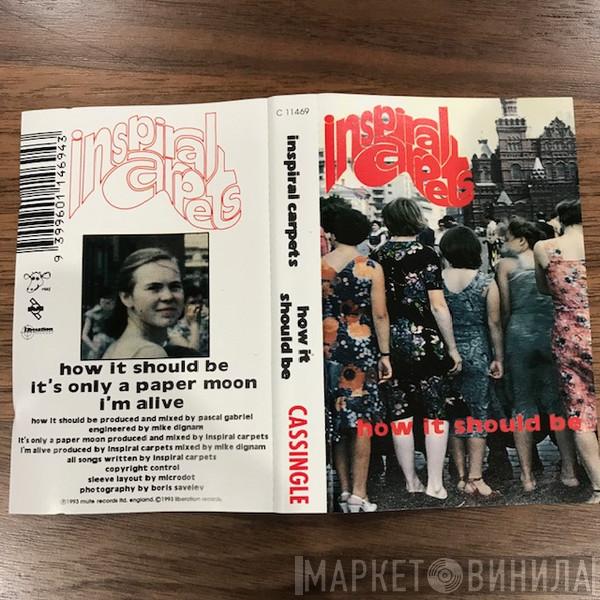 inspiral
carpets
9 399601 146943
how it should be
it's only a paper moon
i'm alive
how it should be produced and mixed by pascal gabriel
engineered by mike dignam
it's only a paper moon produced and mixed by inspiral carpets
i'm alive produced by inspiral carpets mixed by mike dignam
all songs written by inspiral carpets
copyright control
sleeve layout by microdot
photography by boris savelev
℗1993 mute records ltd. england. ©1993 liberation records.
C 11469
inspiral carpets
how it
should be
CASSINGLE
inspiral
carpets
how it should be
МАРКЕТ ВИНИЛА